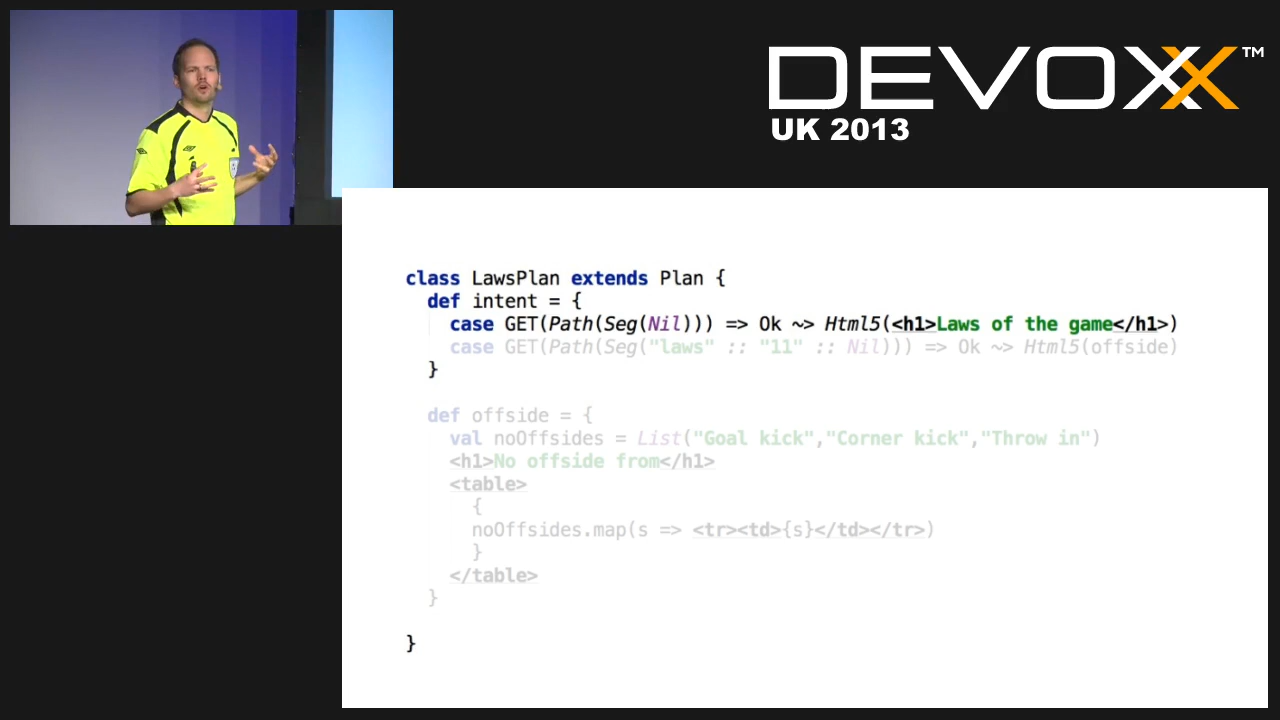 DEVOXX™
UK 2013
class LawsPlan extends Plan {
  def intent = {
    case GET(Path(Seg(Nil))) => Ok ~> Html5(<h1>Laws of the game</h1>)
    case GET(Path(Seg("laws" :: "11" :: Nil))) => Ok ~> Html5(offside)
  }
  def offside = {
    val noOffsides = List("Goal kick","Corner kick","Throw in")
    <h1>No offside from</h1>
    <table>
      {
      noOffsides.map(s => <tr><td>{s}</td></tr>)
      }
    </table>
  }
}